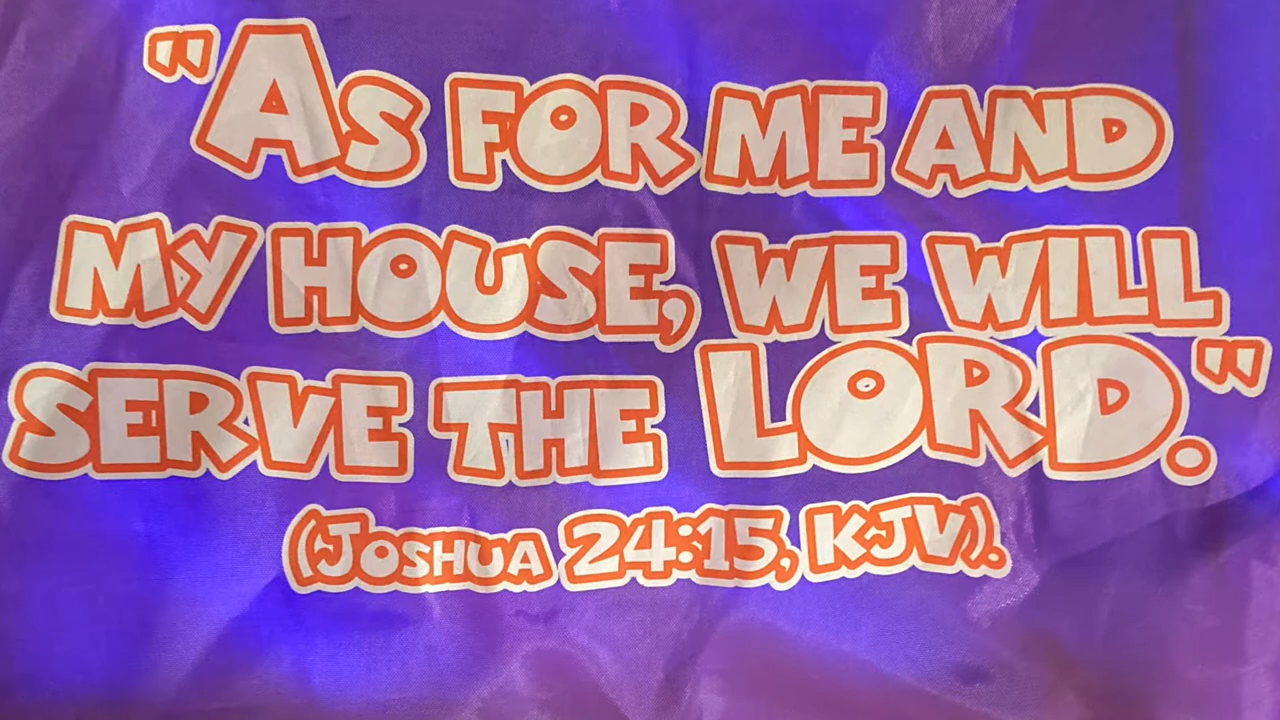 "As FOR ME AND
MY HOUSE, WE WILL
SERVE THE LORD."
(JOSHUA 24:15, KJV).